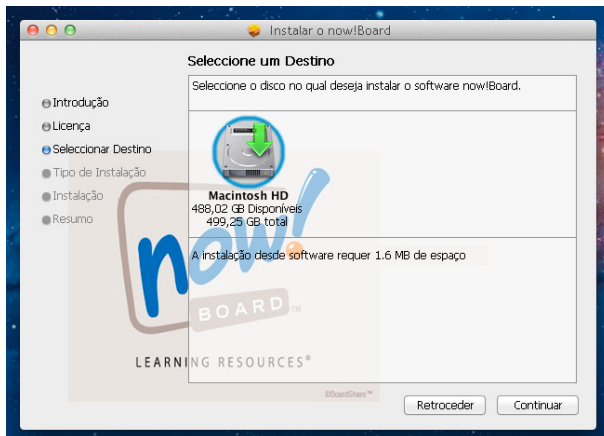 Instalar o now!Board
Seleccione um Destino
Seleccione o disco no qual deseja instalar o software now!Board.
Introdução
Licença
Seleccionar Destino
Tipo de Instalação
Instalação
Resumo
Macintosh HD
488,02 GB Disponíveis
499,25 GB total
A instalação desde software requer 1.6 MB de espaço
now!
BOARD™
LEARNING RESOURCES®
©BoardShare™
Retroceder
Continuar